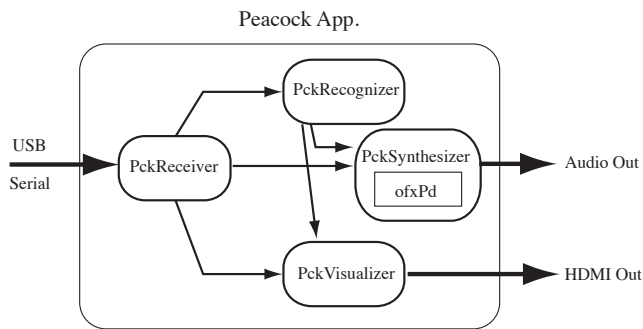 Peacock App.
PckRecognizer
USB
Serial
PckReceiver
PckSynthesizer
ofxPd
Audio Out
PckVisualizer
HDMI Out